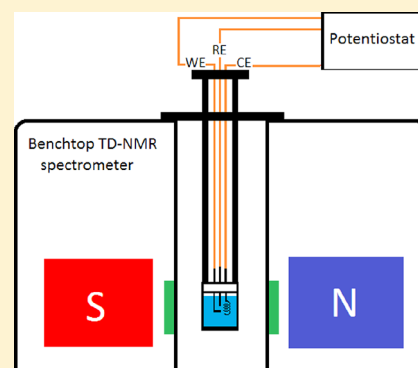 Potentiostat
RE
WE CE
Benchtop TD-NMR
spectrometer
S N